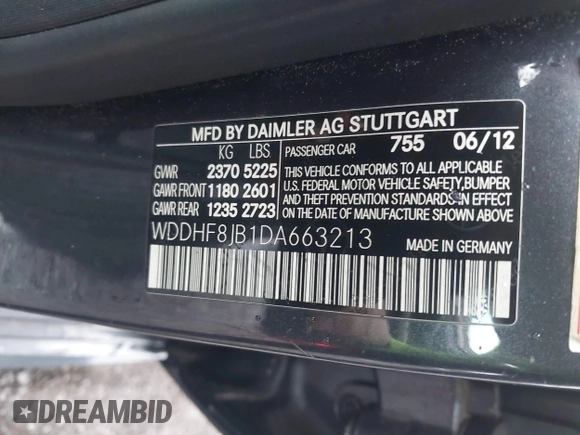 MFD BY DAIMLER AG STUTTGART
KG LBS PASSENGER CAR 755 06/12
GVWR 2370 5225 THIS VEHICLE CONFORMS TO ALL APPLICABLE
GAWR FRONT 1180 2601 U.S. FEDERAL MOTOR VEHICLE SAFETY, BUMPER
GAWR REAR 1235 2723 AND THEFT PREVENTION STANDARDS IN EFFECT
ON THE DATE OF MANUFACTURE SHOWN ABOVE
WDDHF8JB1DA663213
MADE IN GERMANY
DREAMBID